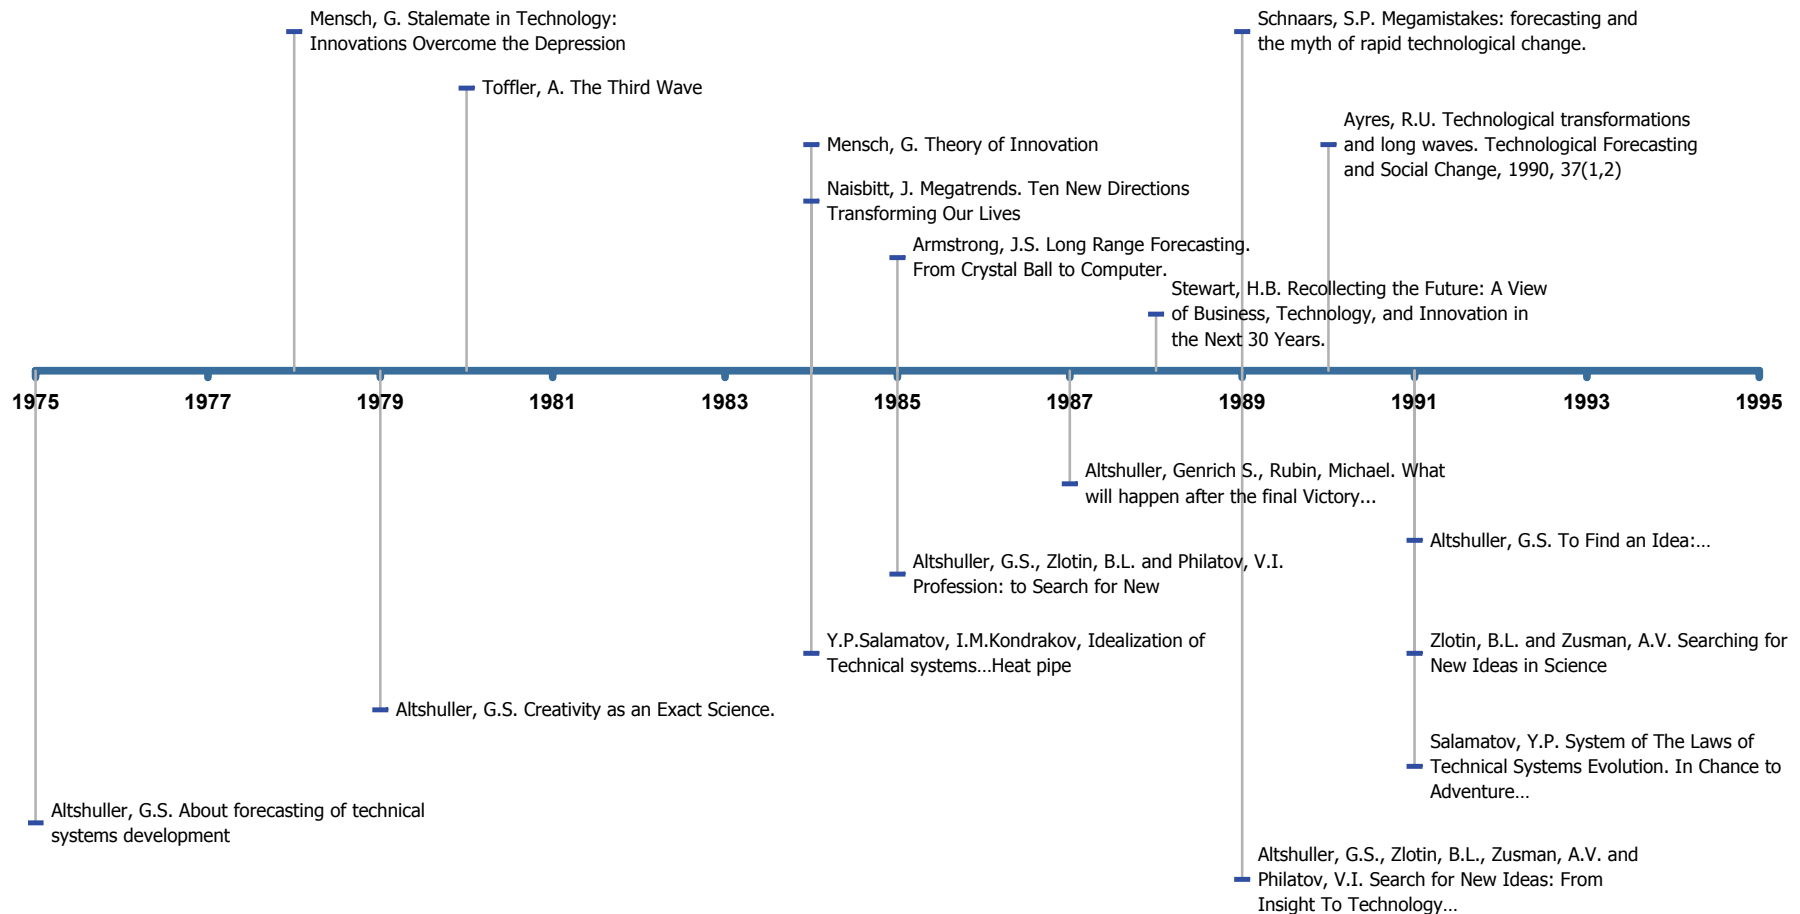 Mensch, G. Stalemate in Technology:
Innovations Overcome the Depression
Schnaars, S.P. Megamistakes: forecasting and
the myth of rapid technological change.
Toffler, A. The Third Wave
Ayres, R.U. Technological transformations
and long waves. Technological Forecasting
and Social Change, 1990, 37(1,2)
Mensch, G. Theory of Innovation
Naisbitt, J. Megatrends. Ten New Directions
Transforming Our Lives
Armstrong, J.S. Long Range Forecasting.
From Crystal Ball to Computer.
Stewart, H.B. Recollecting the Future: A View
of Business, Technology, and Innovation in
the Next 30 Years.
1975 1977 1979 1981 1983 1985 1987 1989 1991 1993 1995
Altshuller, Genrich S., Rubin, Michael. What
will happen after the final Victory...
Altshuller, G.S. To Find an Idea:...
Altshuller, G.S., Zlotin, B.L. and Philatov, V.I.
Profession: to Search for New
Y.P.Salamatov, I.M.Kondrakov, Idealization of
Technical systems...Heat pipe
Zlotin, B.L. and Zusman, A.V. Searching for
New Ideas in Science
Altshuller, G.S. Creativity as an Exact Science.
Salamatov, Y.P. System of The Laws of
Technical Systems Evolution. In Chance to
Adventure...
Altshuller, G.S. About forecasting of technical
systems development
Altshuller, G.S., Zlotin, B.L., Zusman, A.V. and
Philatov, V.I. Search for New Ideas: From
Insight To Technology...